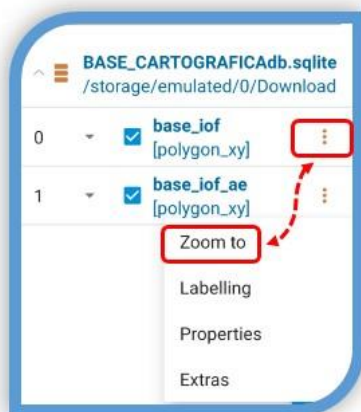 BASE_CARTOGRAFICAdb.sqlite
/storage/emulated/0/Download
0 base_iof
[polygon_xy]
1 base_iof_ae
[polygon_xy]
Zoom to
Labelling
Properties
Extras